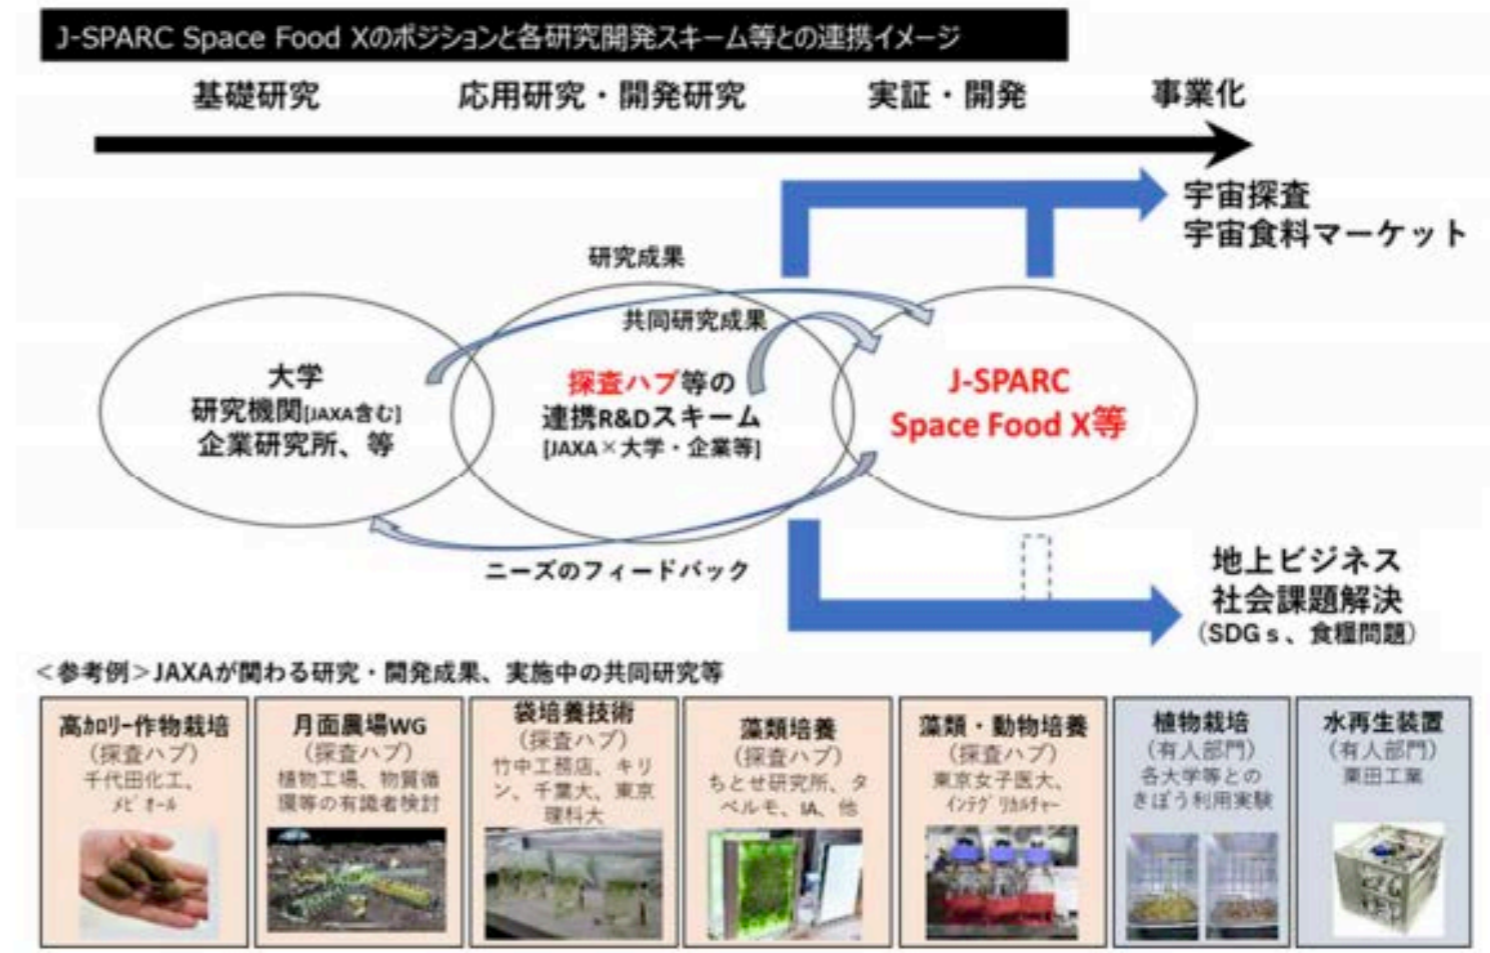 J-SPARC Space Food Xのポジションと各研究開発スキーム等との連携イメージ
基礎研究
応用研究・開発研究
実証・開発
事業化
宇宙探査
宇宙食料マーケット
研究成果
共同研究成果
大学
研究機関[JAXA含む]
企業研究所、等
探査ハブ等の
連携R&Dスキーム
[JAXA×大学・企業等]
J-SPARC
Space Food X等
ニーズのフィードバック
地上ビジネス
社会課題解決
(SDGs、食糧問題)
＜参考例＞JAXAが関わる研究・開発成果、実施中の共同研究等
高ｶﾛﾘｰ作物栽培
(探査ハブ)
千代田化工、
ﾒﾋﾞｵｰﾙ
月面農場WG
(探査ハブ)
植物工場、物質循
環等の有識者検討
袋培養技術
(探査ハブ)
竹中工務店、キリ
ン、千葉大、東京
理科大
藻類培養
(探査ハブ)
ちとせ研究所、タ
ベルモ、IA、他
藻類・動物培養
(探査ハブ)
東京女子医大、
ｲﾝﾃｸﾞﾘｶﾙﾁｬｰ
植物栽培
(有人部門)
各大学等との
きぼう利用実験
水再生装置
(有人部門)
栗田工業